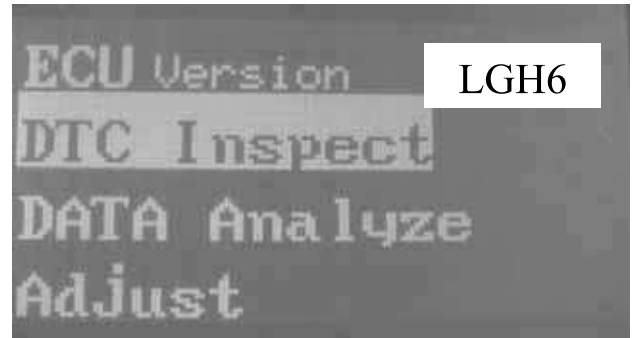 ECU Version
LGH6
DTC Inspect
DATA Analyze
Adjust